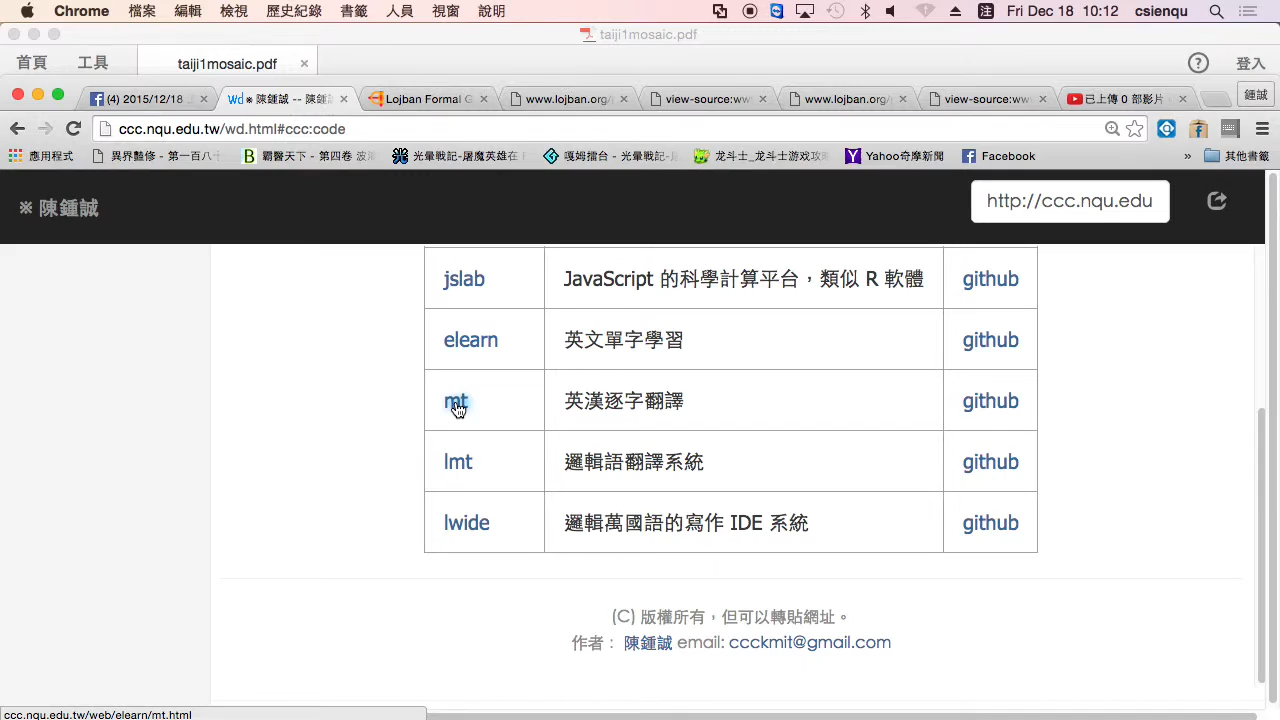 Chrome 檔案 編輯 檢視 歷史紀錄 書籤 人員 視窗 說明 注 Fri Dec 18 10:12 csienqu
taiji1mosaic.pdf
首頁 工具 taiji1mosaic.pdf × ? 登入
(4) 2015/12/18 × Wd ※ 陳鍾誠 -- 陳鍾誠 × Lojban Formal G × www.lojban.org/p × view-source:www × www.lojban.org/p × view-source:www × 已上傳 0 部影片 × 鍾誠
ccc.nqu.edu.tw/wd.html#ccc:code
應用程式 異界醫修 - 第一百八十 B 霸醫天下 - 第四卷 波 光暈戰記-屠魔英雄在 嘎姆擂台 - 光暈戰記- 龙斗士_龙斗士游戏攻略 Yahoo奇摩新聞 Facebook » 其他書籤
※ 陳鍾誠 http://ccc.nqu.edu
jslab JavaScript 的科學計算平台，類似 R 軟體 github
elearn 英文單字學習 github
mt 英漢逐字翻譯 github
lmt 邏輯語翻譯系統 github
lwide 邏輯萬國語的寫作 IDE 系統 github
(C) 版權所有，但可以轉貼網址。
作者： 陳鍾誠 email: ccckmit@gmail.com
ccc.nqu.edu.tw/web/elearn/mt.html